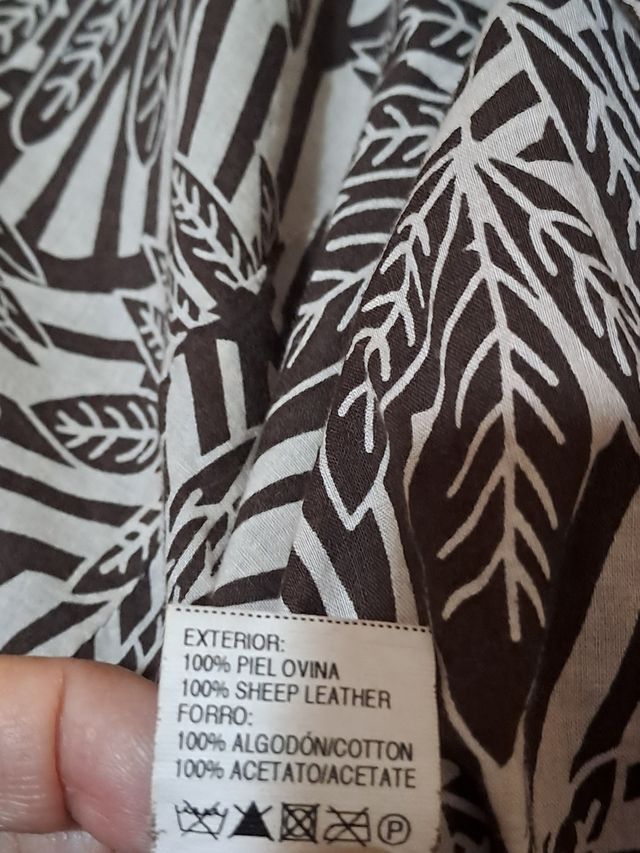 EXTERIOR:
100% PIEL OVINA
100% SHEEP LEATHER
FORRO:
100% ALGODÓN/COTTON
100% ACETATO/ACETATE
P